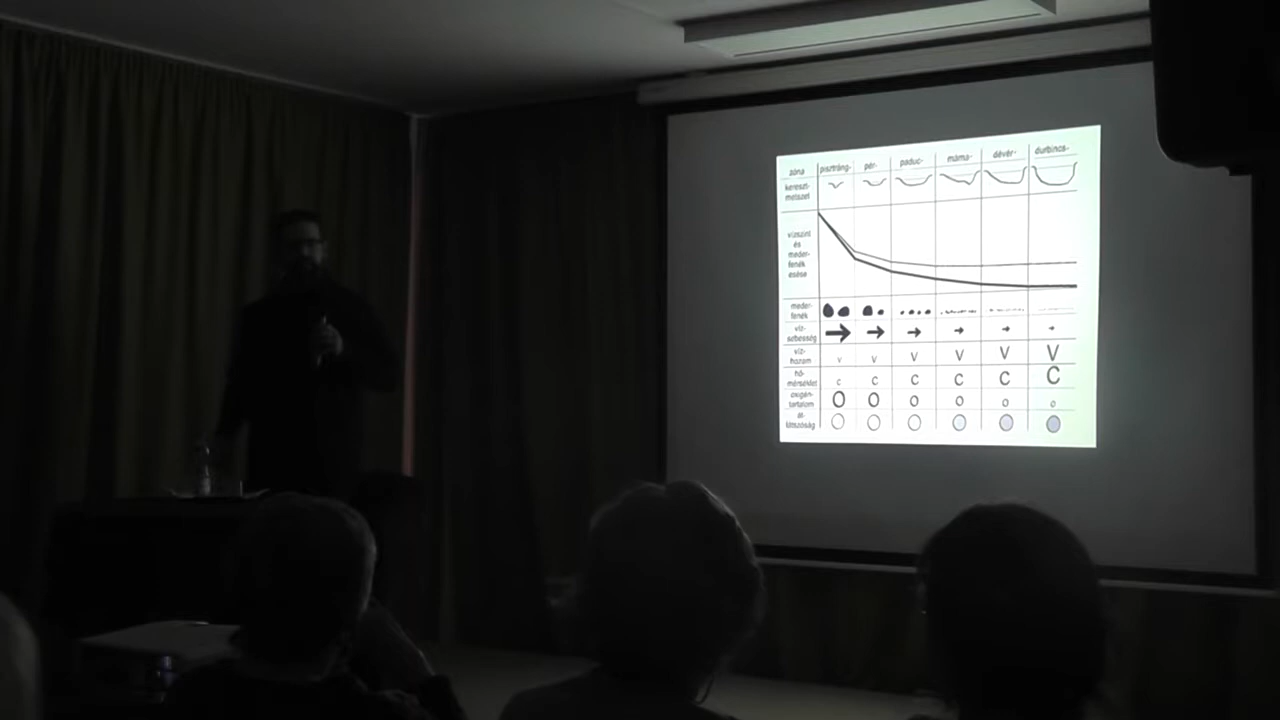 zóna pisztráng- pér- paduc- márna- dévér- durbincs-
kereszt-
metszet
vízszint
és
meder-
fenék
esése
meder-
fenék
víz-
sebesség
víz-
hozam V V V V V V
hő-
mérséklet C C C C C C
oxigén-
tartalom O O O O O O
át-
látszóság